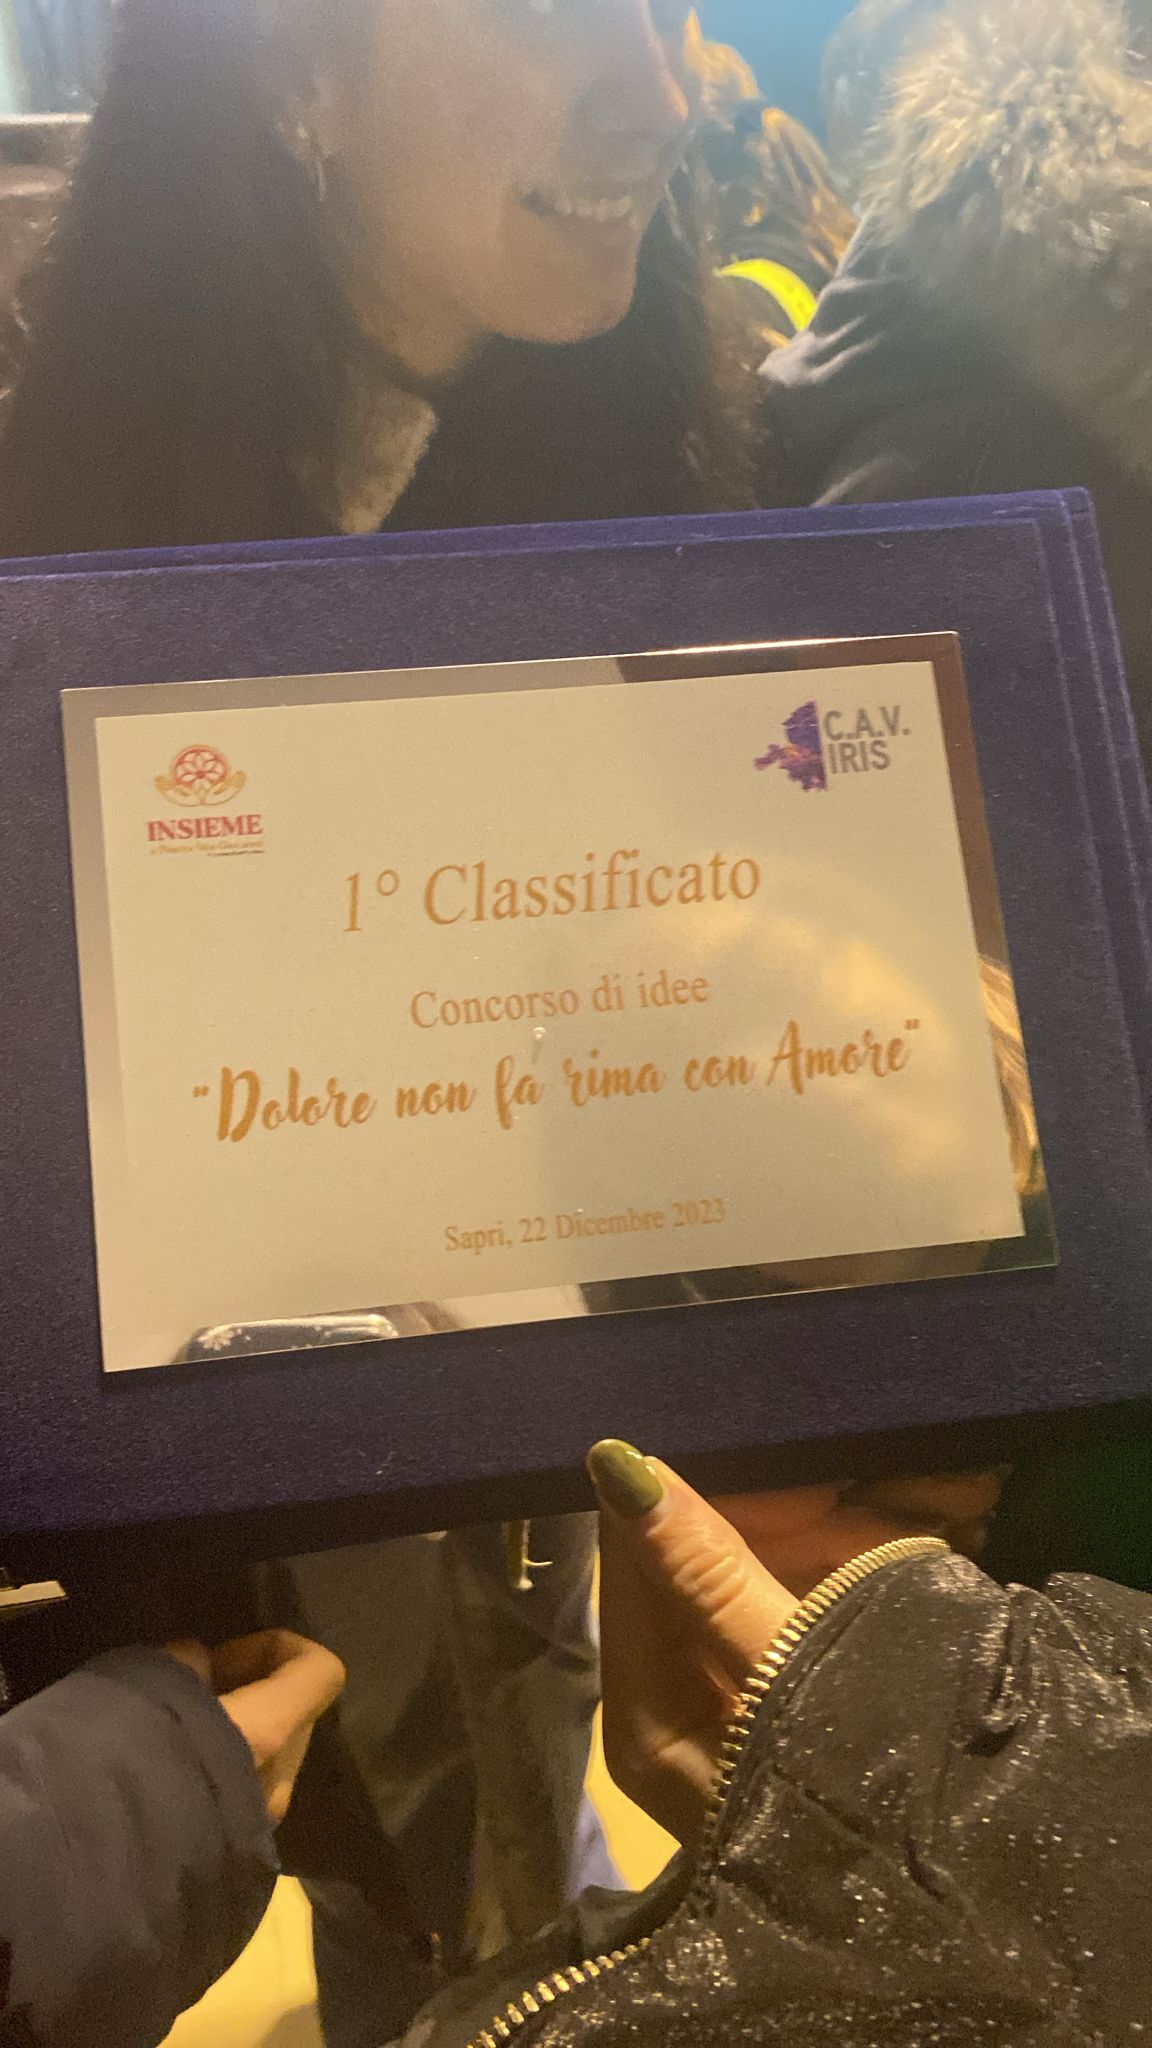 INSIEME
C.A.V.
IRIS
1° Classificato
Concorso di idee
"Dolore non fa rima con Amore"
Sapri, 22 Dicembre 2023